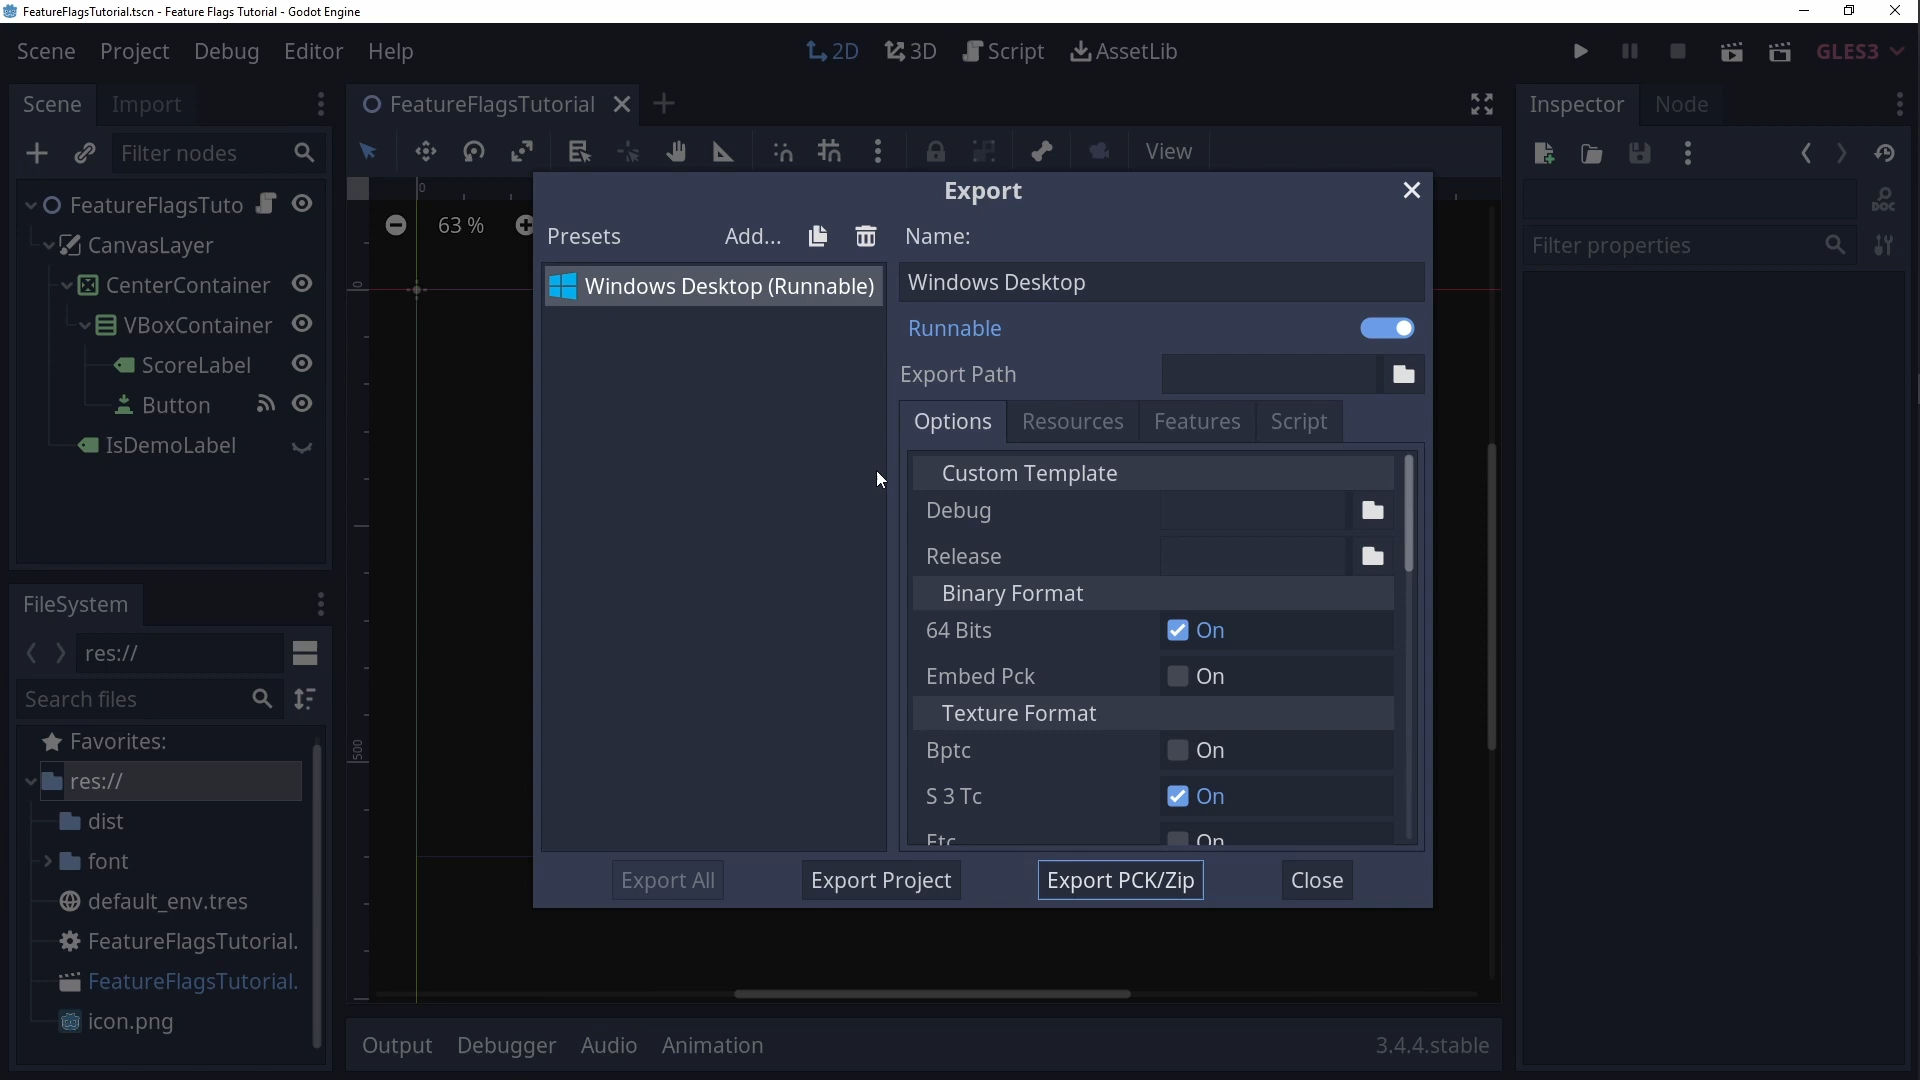 FeatureFlagsTutorial.tscn - Feature Flags Tutorial - Godot Engine
Scene Project Debug Editor Help
2D 3D Script AssetLib
GLES3
Scene Import
Filter nodes
FeatureFlagsTuto
CanvasLayer
CenterContainer
VBoxContainer
ScoreLabel
Button
IsDemoLabel
FileSystem
res://
Search files
Favorites:
res://
dist
font
default_env.tres
FeatureFlagsTutorial.
FeatureFlagsTutorial.
icon.png
FeatureFlagsTutorial
View
0
63 %
0
500
Export
Presets Add...
Windows Desktop (Runnable)
Name:
Windows Desktop
Runnable
Export Path
Options Resources Features Script
Custom Template
Debug
Release
Binary Format
64 Bits On
Embed Pck On
Texture Format
Bptc On
S 3 Tc On
Etc On
Export All Export Project Export PCK/Zip Close
Output Debugger Audio Animation
3.4.4.stable
Inspector Node
DOC
Filter properties